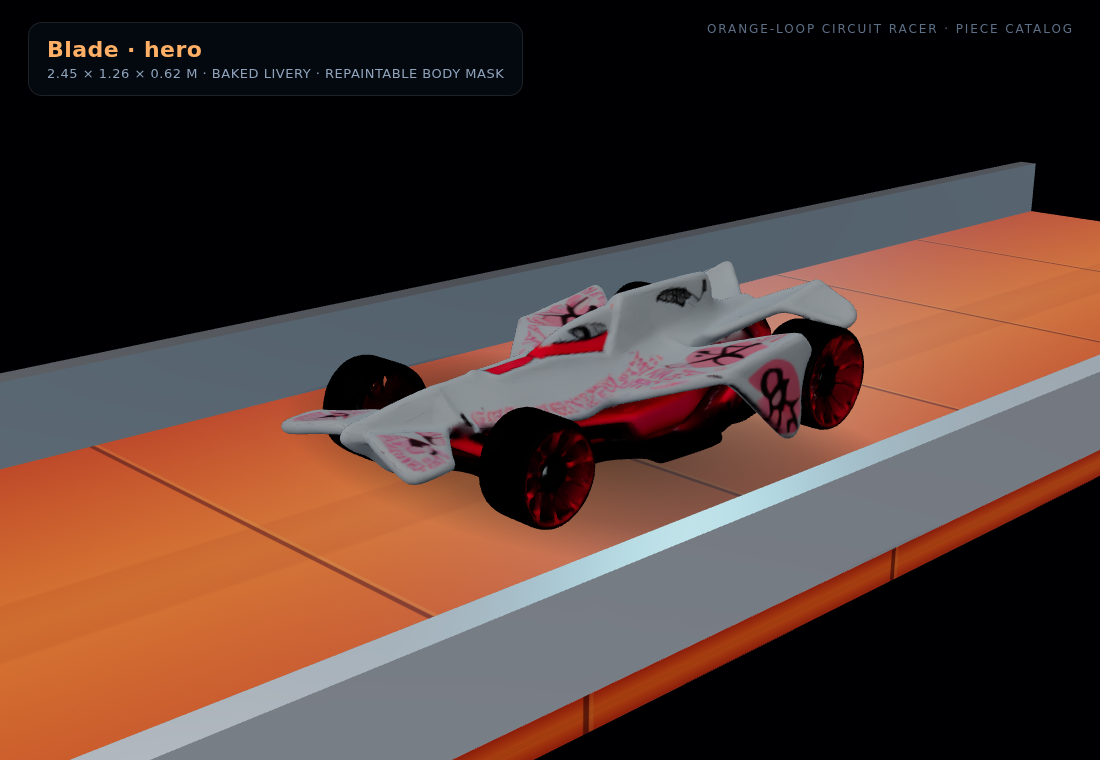 Blade · hero
2.45 × 1.26 × 0.62 M · BAKED LIVERY · REPAINTABLE BODY MASK
ORANGE-LOOP CIRCUIT RACER · PIECE CATALOG